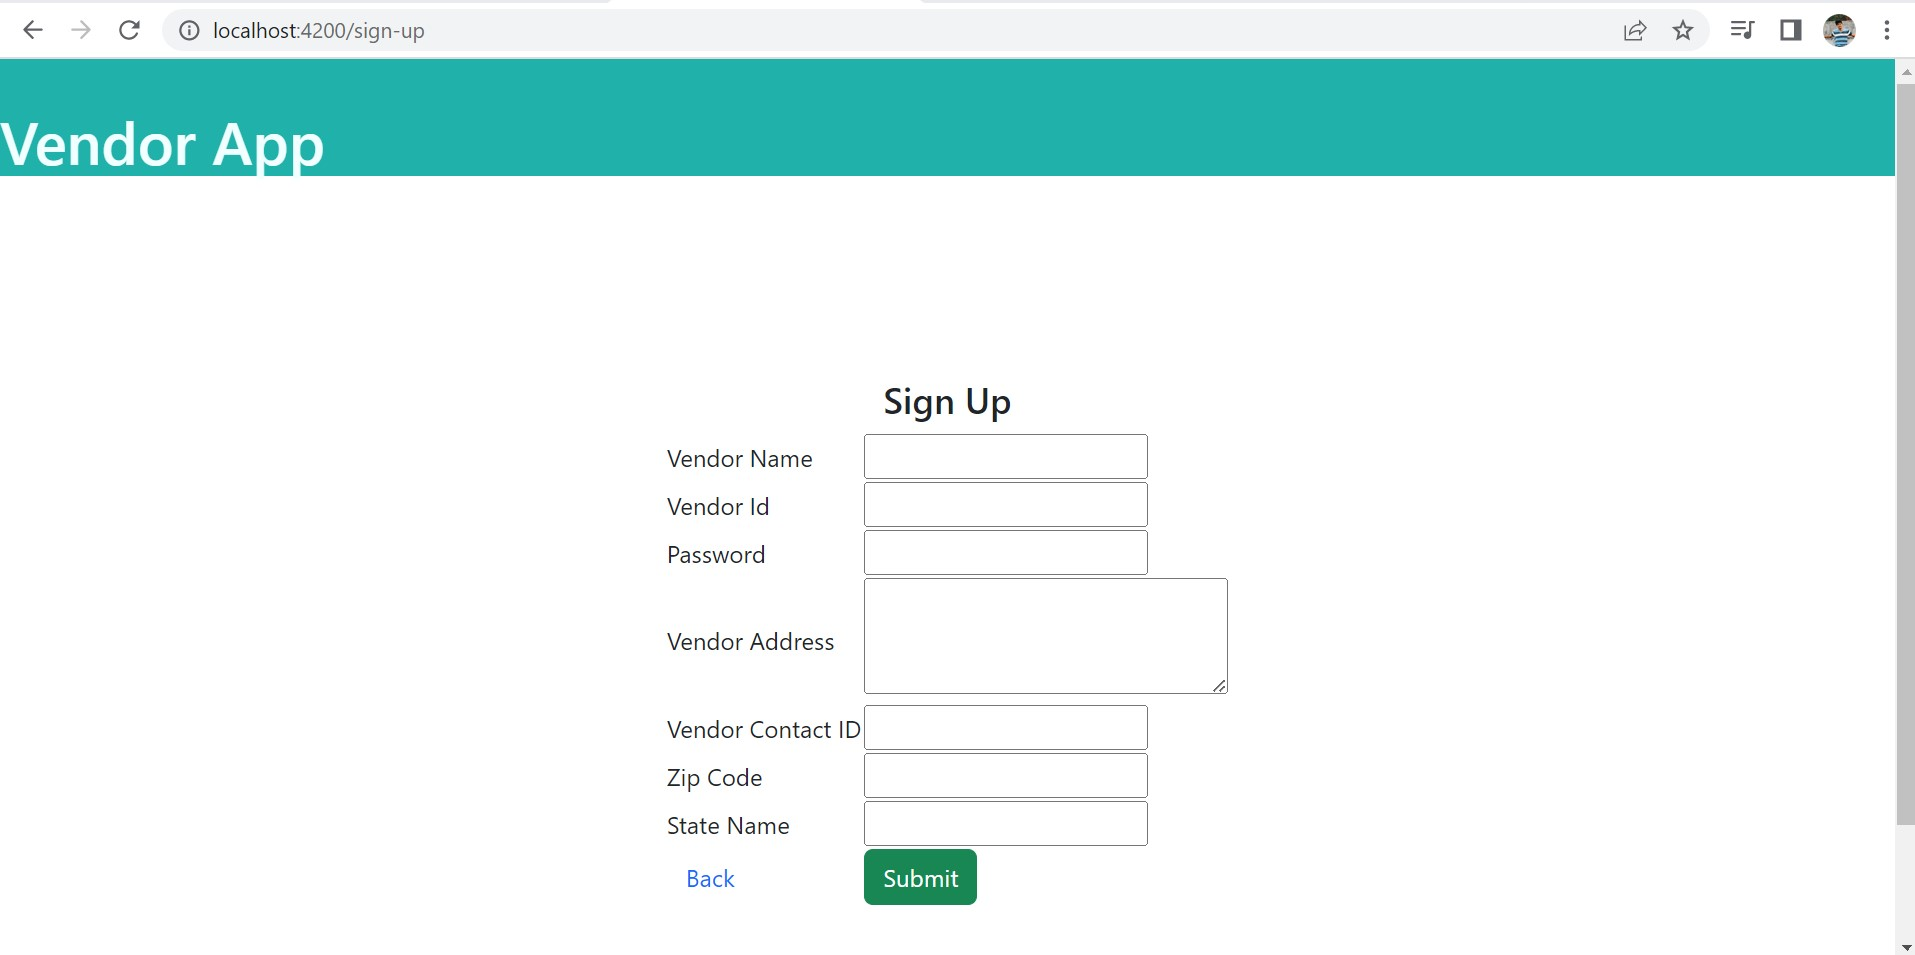 localhost:4200/sign-up
Vendor App
Sign Up
Vendor Name
Vendor Id
Password
Vendor Address
Vendor Contact ID
Zip Code
State Name
Back Submit